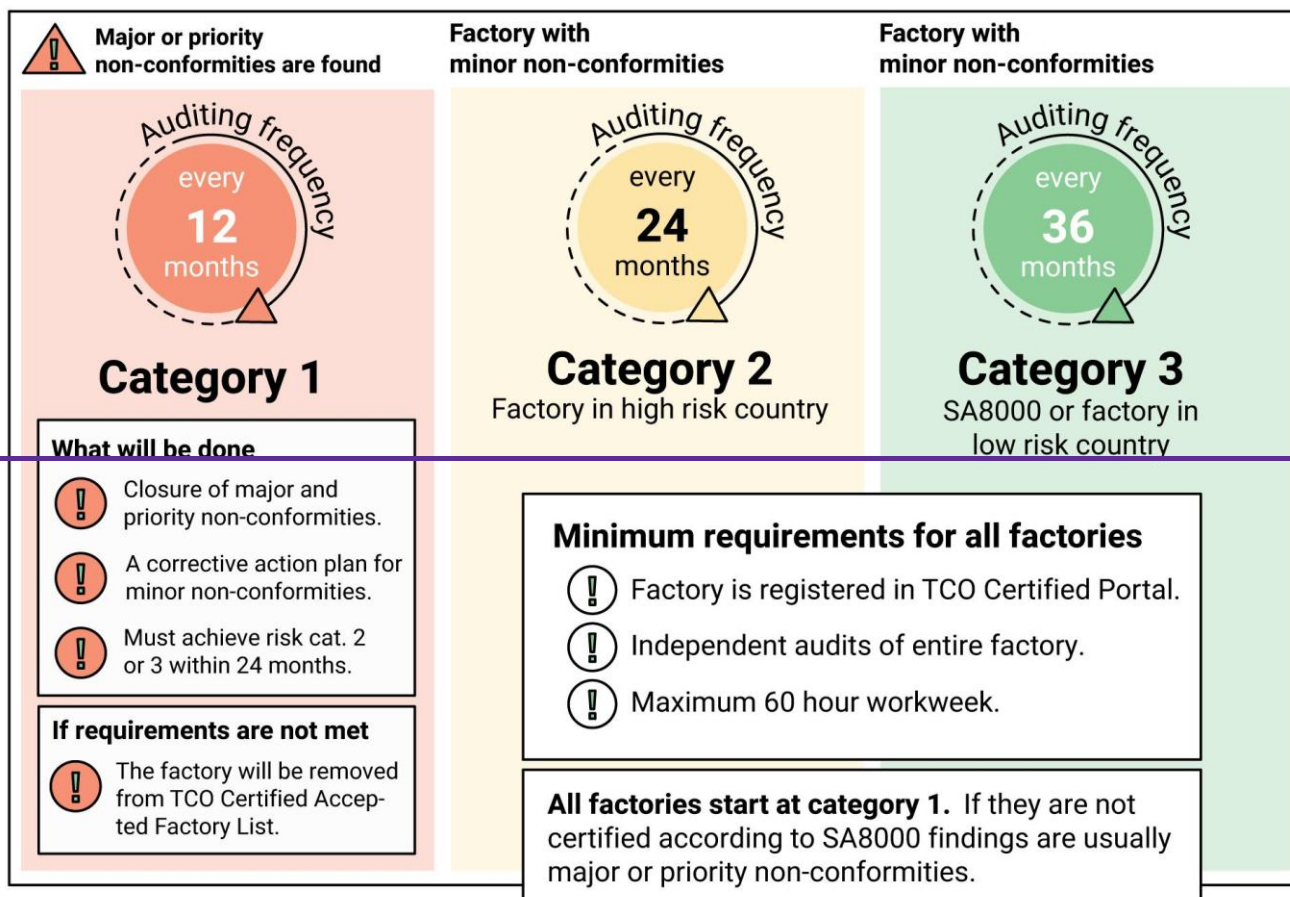 Major or priority
non-conformities are found
Auditing frequency
every
12
months
Category 1
What will be done
Closure of major and
priority non-conformities.
A corrective action plan for
minor non-conformities.
Must achieve risk cat. 2
or 3 within 24 months.
If requirements are not met
The factory will be removed
from TCO Certified Accep-
ted Factory List.
Factory with
minor non-conformities
Auditing frequency
every
24
months
Category 2
Factory in high risk country
Factory with
minor non-conformities
Auditing frequency
every
36
months
Category 3
SA8000 or factory in
low risk country
Minimum requirements for all factories
Factory is registered in TCO Certified Portal.
Independent audits of entire factory.
Maximum 60 hour workweek.
All factories start at category 1. If they are not
certified according to SA8000 findings are usually
major or priority non-conformities.